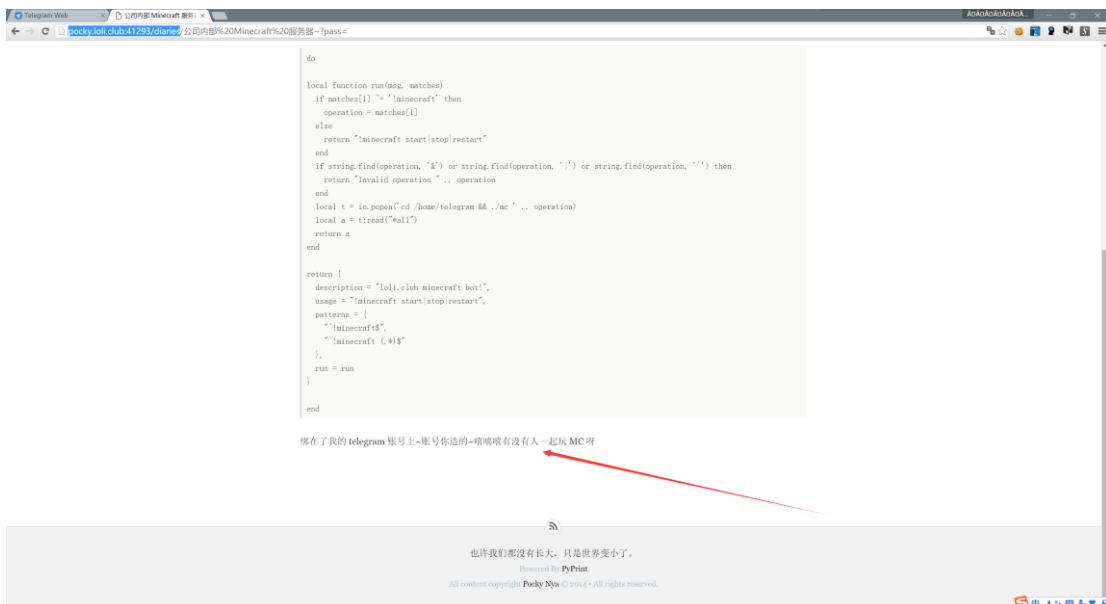 Telegram Web
公司内部 Minecraft 服务
pocky.loli.club:41293/diaries/公司内部%20Minecraft%20服务器~?pass=
do
local function run(msg, matches)
if matches[1] ~= '!minecraft' then
operation = matches[1]
else
return "!minecraft start|stop|restart"
end
if string.find(operation, '&') or string.find(operation, '|') or string.find(operation, '`') then
return "Invalid operation " .. operation
end
local t = io.popen('cd /home/telegram && ./mc ' .. operation)
local a = t:read("*all")
return a
end
return {
description = "loli.club minecraft bot!",
usage = "!minecraft start|stop|restart",
patterns = {
"^!minecraft$",
"^!minecraft (.*)$"
},
run = run
}
end
绑在了我的 telegram 账号上~账号你造的~嘻嘻嘻有没有人一起玩 MC 呀
也许我们都没有长大，只是世界变小了。
Powered By PyPrint
All content copyright Pocky Nya © 2014 • All rights reserved.